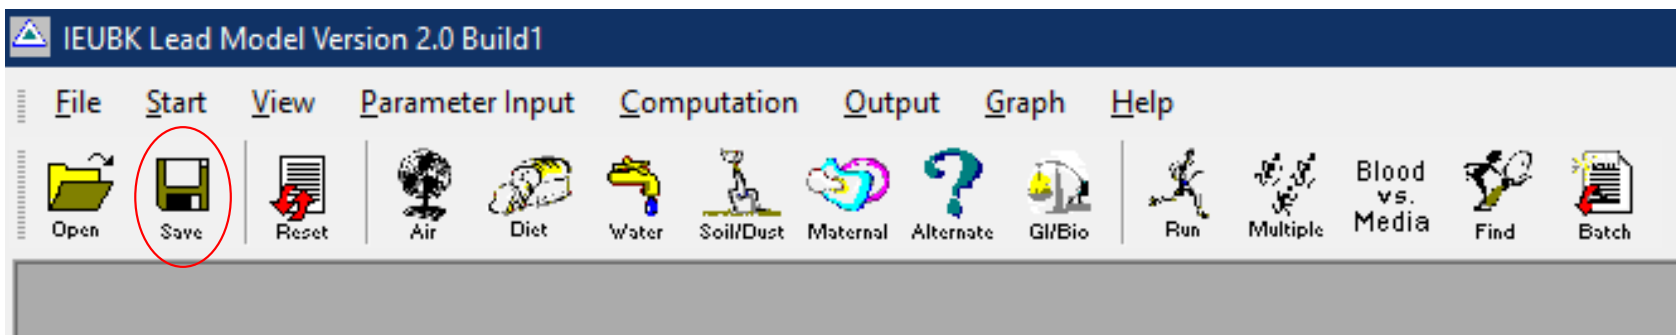 IEUBK Lead Model Version 2.0 Build1
File Start View Parameter Input Computation Output Graph Help
Open Save Reset Air Diet Water Soil/Dust Maternal Alternate GI/Bio Run Multiple Blood vs. Media Find Batch